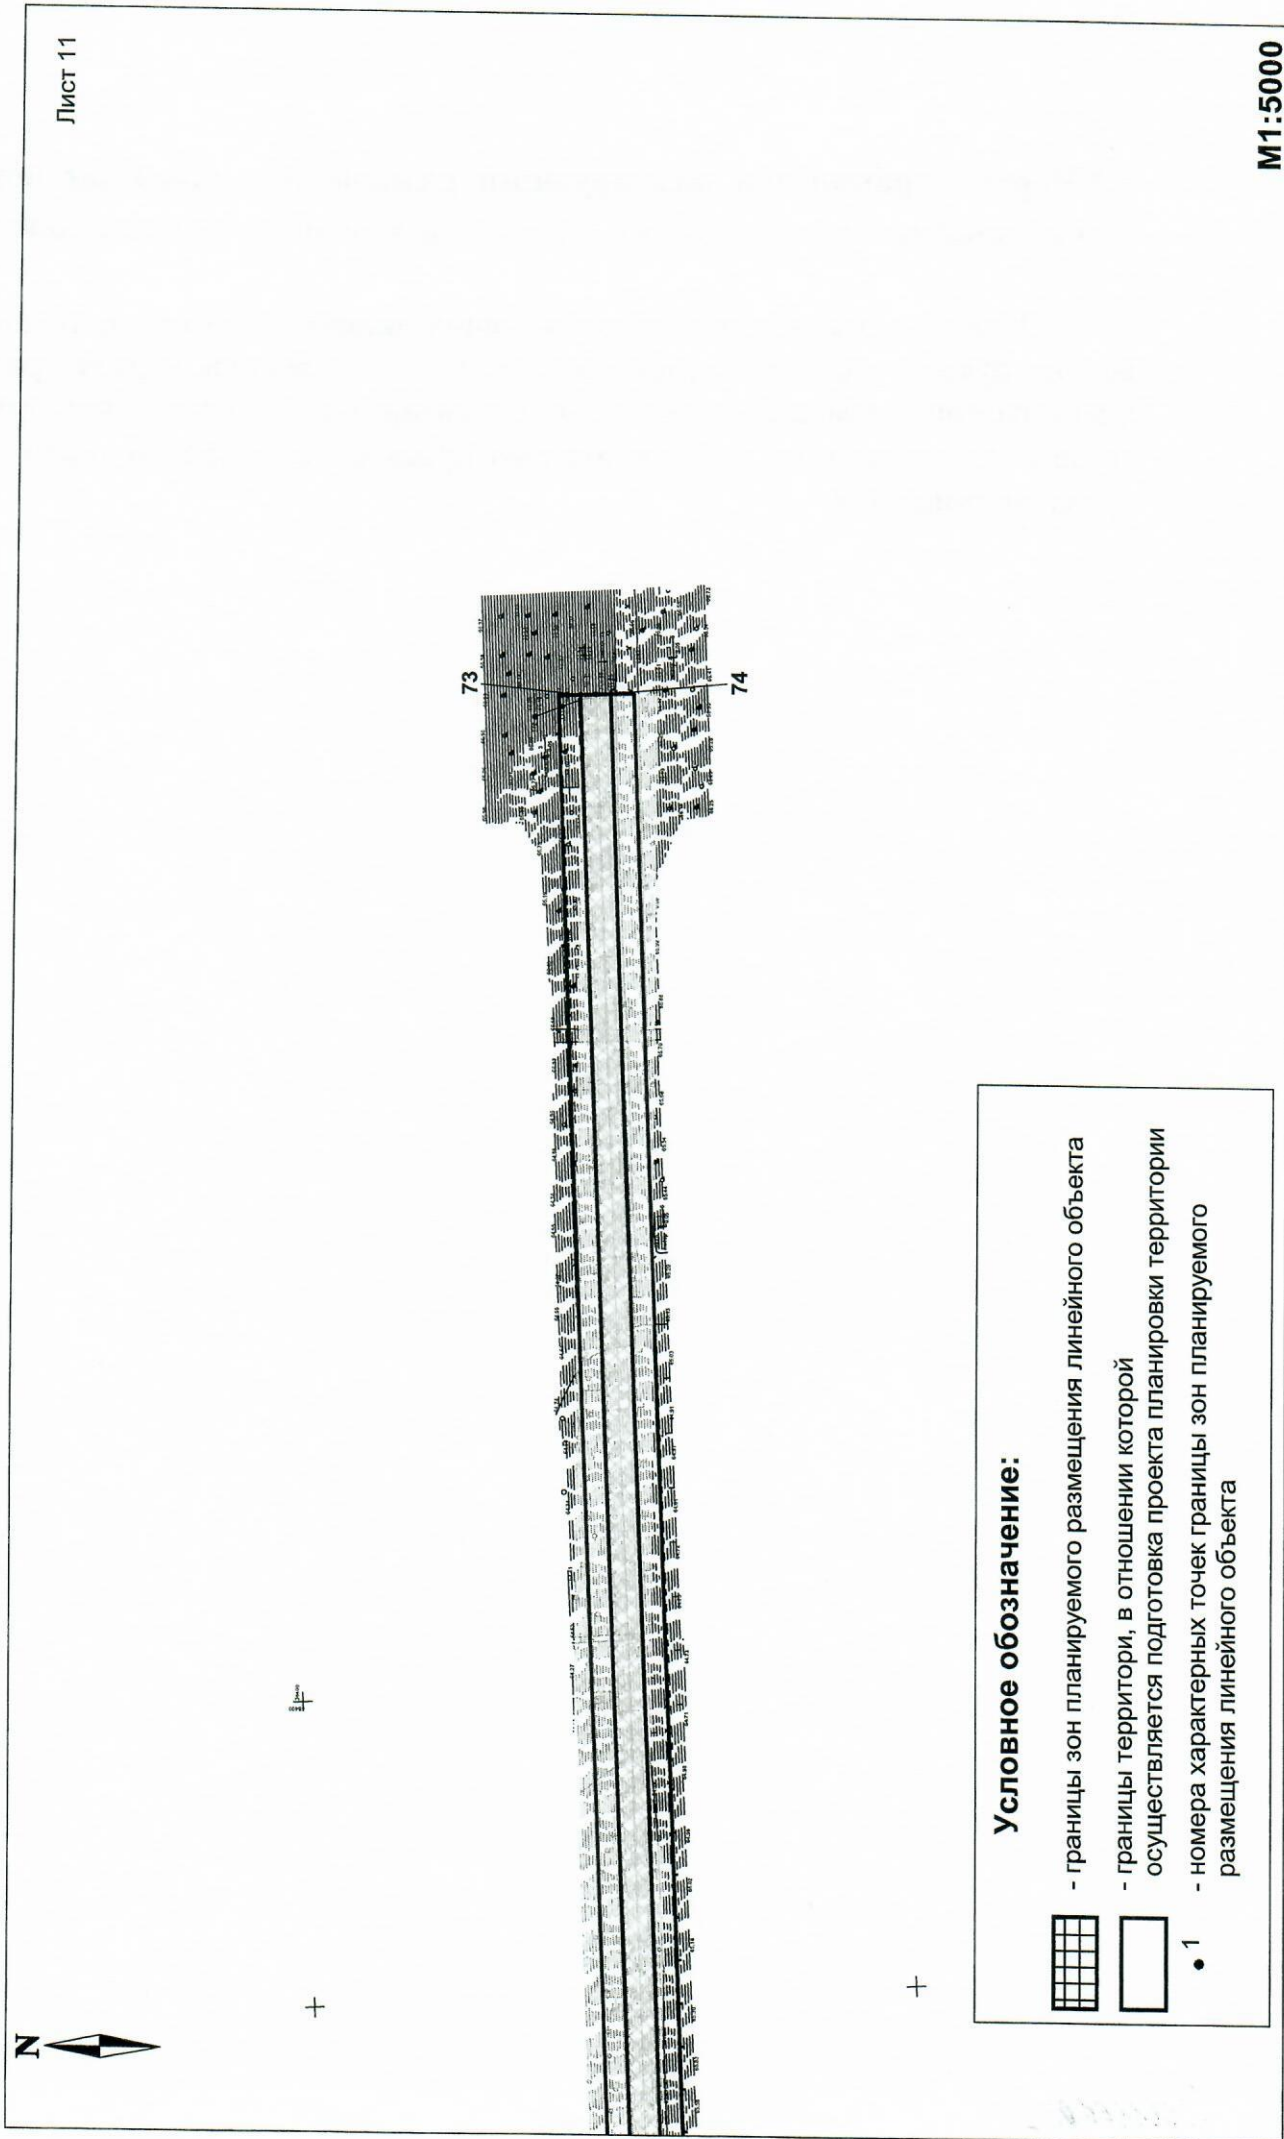 Лист 11
N
73
74
Условное обозначение:
- границы зон планируемого размещения линейного объекта
- границы территори, в отношении которой
осуществляется подготовка проекта планировки территории
1
- номера характерных точек границы зон планируемого
размещения линейного объекта
М1:5000